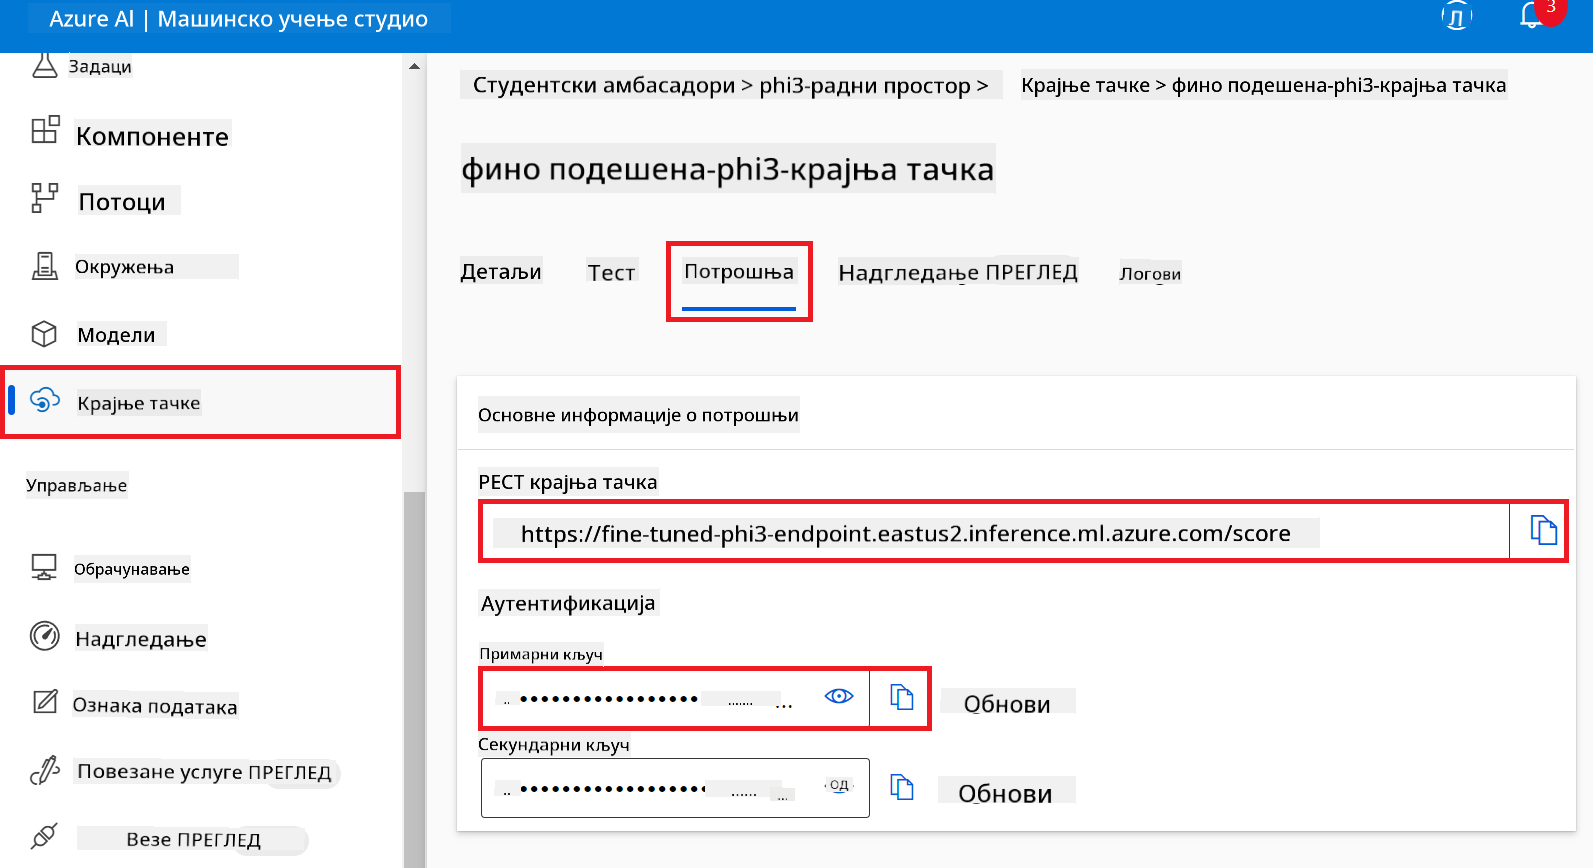 Azure AI | Машинско учење студио
Л
3
Задаци
Компоненте
Потоци
Окружења
Модели
Крајње тачке
Управљање
Обрачунавање
Надгледање
Ознака података
Повезане услуге ПРЕГЛЕД
Везе ПРЕГЛЕД
Студентски амбасадори > phi3-радни простор > Крајње тачке > фино подешена-phi3-крајња тачка
фино подешена-phi3-крајња тачка
Детаљи Тест Потрошња Надгледање ПРЕГЛЕД Логови
Основне информације о потрошњи
РЕСТ крајња тачка
https://fine-tuned-phi3-endpoint.eastus2.inference.ml.azure.com/score
Аутентификација
Примарни кључ
Обнови
Секундарни кључ
од
Обнови